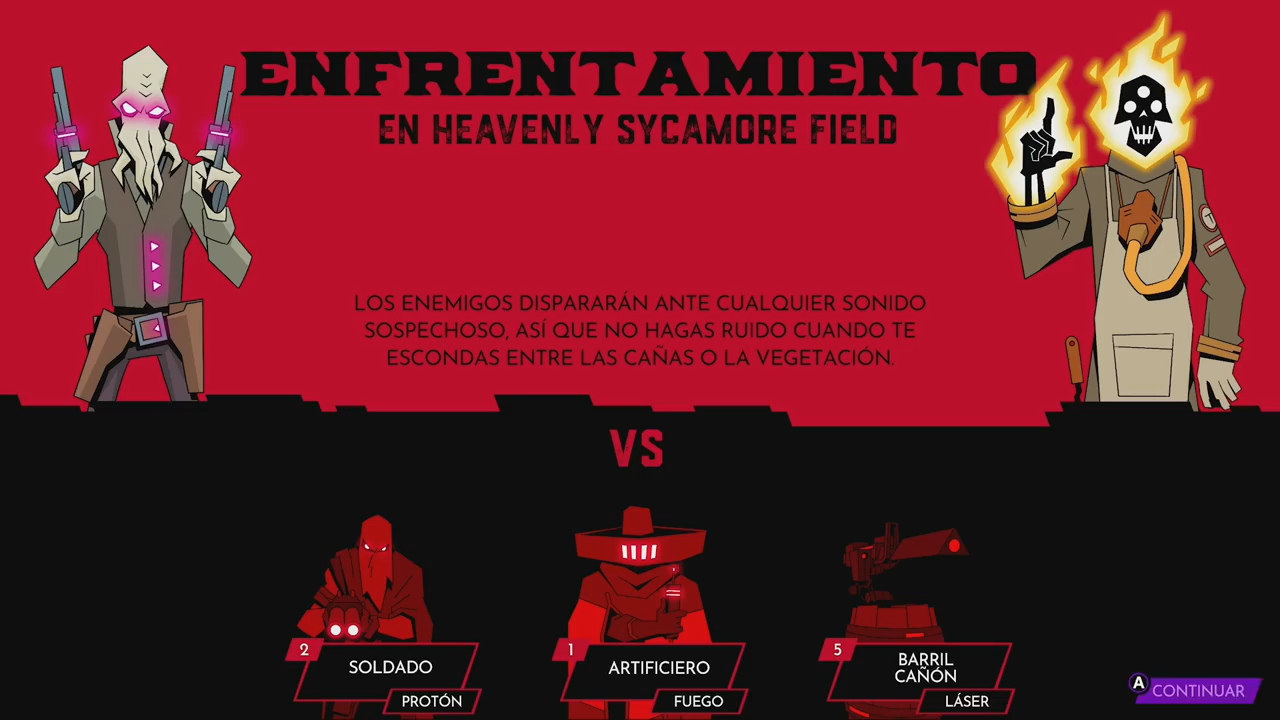 ENFRENTAMIENTO
EN HEAVENLY SYCAMORE FIELD
LOS ENEMIGOS DISPARARÁN ANTE CUALQUIER SONIDO
SOSPECHOSO, ASÍ QUE NO HAGAS RUIDO CUANDO TE
ESCONDAS ENTRE LAS CAÑAS O LA VEGETACIÓN.
VS
2
SOLDADO
PROTÓN
1
ARTIFICIERO
FUEGO
5
BARRIL
CAÑÓN
LÁSER
A CONTINUAR